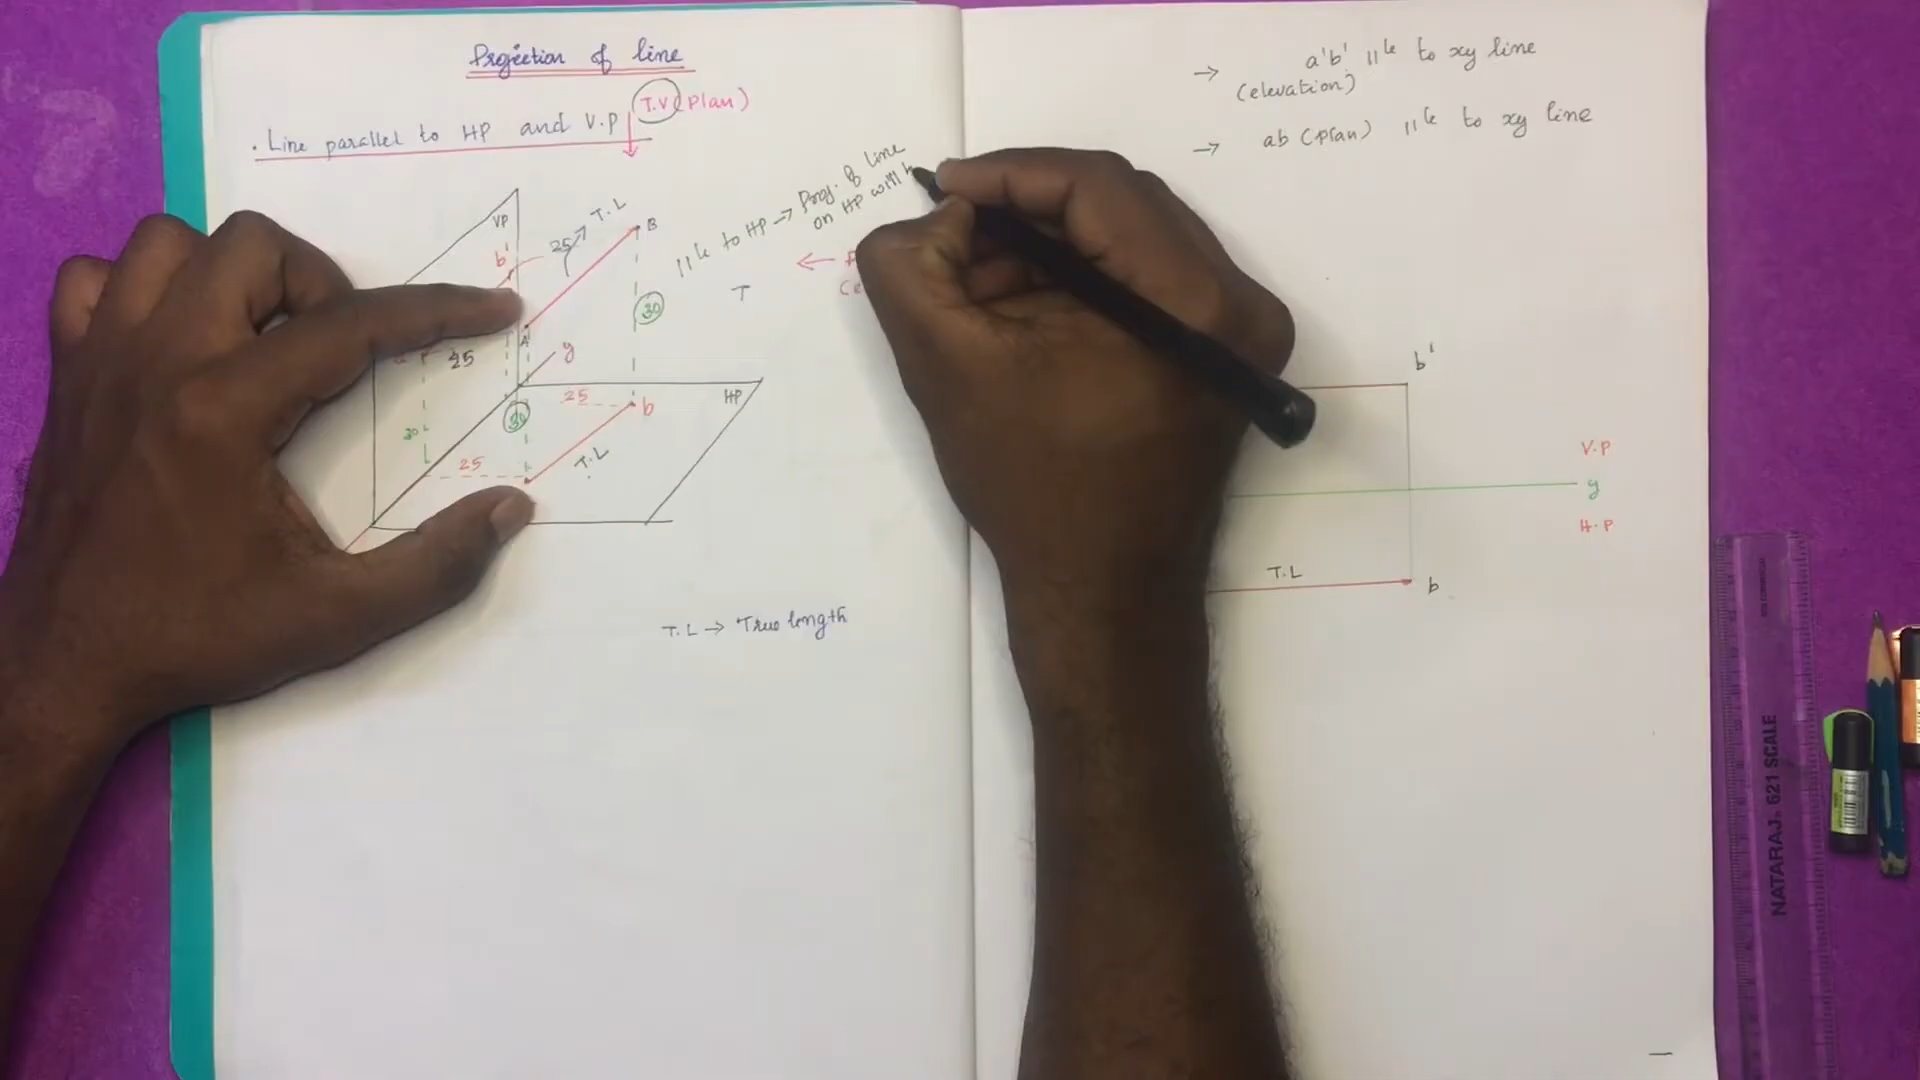 Projection of line
T.V (Plan)
. Line parallel to HP and V.P
VP
b'
25
T.L
B
11le to HP → Proj. of line
on HP will
T
30
A
25
y
25
b
HP
30
30
25
T.L
T.L → True length
→ a'b' 11le to xy line
(elevation)
→ ab (plan) 11le to xy line
b'
V.P
y
H.P
T.L
b
NATARAJ. 621 SCALE